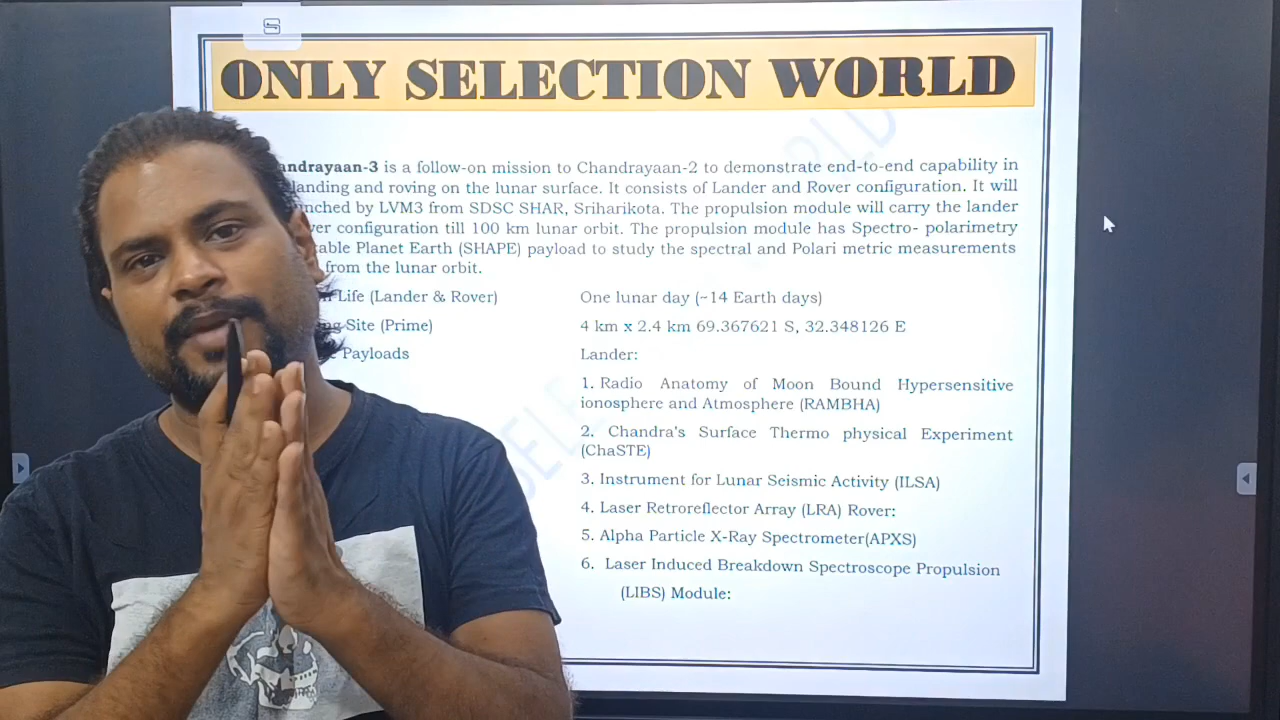 ONLY SELECTION WORLD
andrayaan-3 is a follow-on mission to Chandrayaan-2 to demonstrate end-to-end capability in
landing and roving on the lunar surface. It consists of Lander and Rover configuration. It will
nched by LVM3 from SDSC SHAR, Sriharikota. The propulsion module will carry the lander
ver configuration till 100 km lunar orbit. The propulsion module has Spectro- polarimetry
table Planet Earth (SHAPE) payload to study the spectral and Polari metric measurements
from the lunar orbit.
Life (Lander & Rover) One lunar day (~14 Earth days)
Site (Prime) 4 km x 2.4 km 69.367621 S, 32.348126 E
Payloads Lander:
1. Radio Anatomy of Moon Bound Hypersensitive
ionosphere and Atmosphere (RAMBHA)
2. Chandra's Surface Thermo physical Experiment
(ChaSTE)
3. Instrument for Lunar Seismic Activity (ILSA)
4. Laser Retroreflector Array (LRA) Rover:
5. Alpha Particle X-Ray Spectrometer(APXS)
6. Laser Induced Breakdown Spectroscope Propulsion
(LIBS) Module: